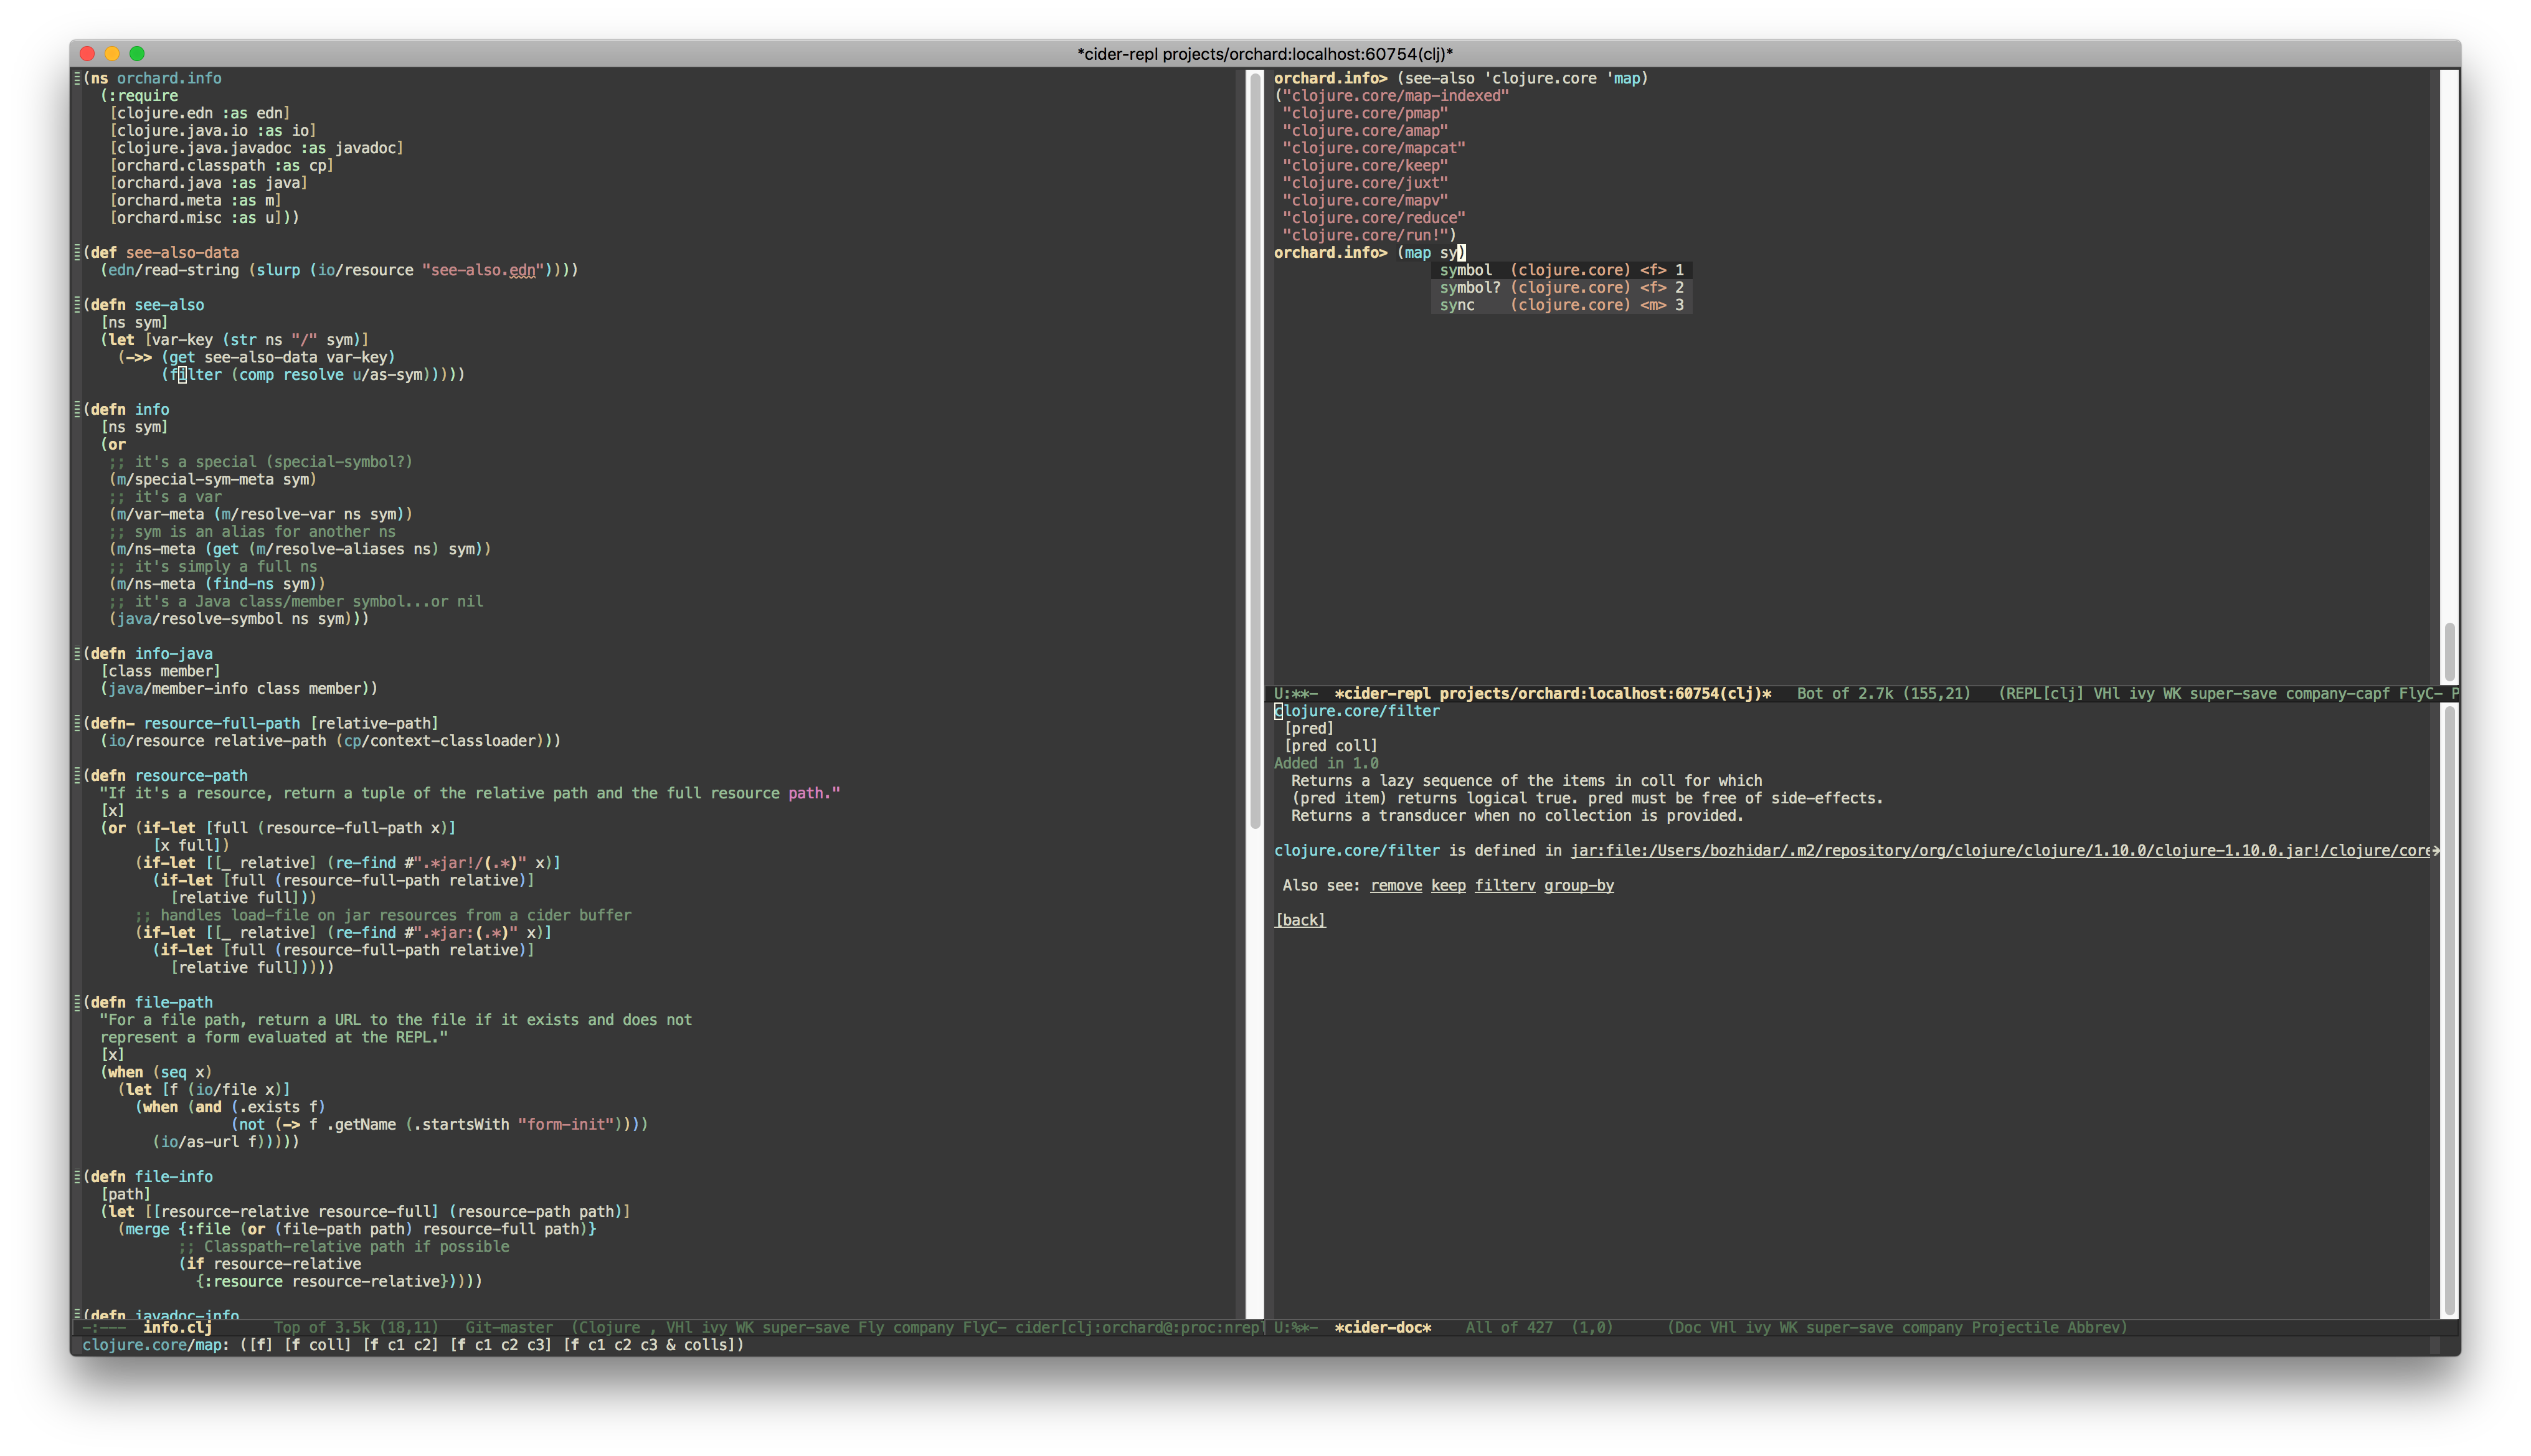 *cider-repl projects/orchard:localhost:60754(clj)*
(ns orchard.info
  (:require
   [clojure.edn :as edn]
   [clojure.java.io :as io]
   [clojure.java.javadoc :as javadoc]
   [orchard.classpath :as cp]
   [orchard.java :as java]
   [orchard.meta :as m]
   [orchard.misc :as u]))
(def see-also-data
  (edn/read-string (slurp (io/resource "see-also.edn"))))
(defn see-also
  [ns sym]
  (let [var-key (str ns "/" sym)]
    (->> (get see-also-data var-key)
         (filter (comp resolve u/as-sym)))))
(defn info
  [ns sym]
  (or
   ;; it's a special (special-symbol?)
   (m/special-sym-meta sym)
   ;; it's a var
   (m/var-meta (m/resolve-var ns sym))
   ;; sym is an alias for another ns
   (m/ns-meta (get (m/resolve-aliases ns) sym))
   ;; it's simply a full ns
   (m/ns-meta (find-ns sym))
   ;; it's a Java class/member symbol...or nil
   (java/resolve-symbol ns sym)))
(defn info-java
  [class member]
  (java/member-info class member))
(defn- resource-full-path [relative-path]
  (io/resource relative-path (cp/context-classloader)))
(defn resource-path
  "If it's a resource, return a tuple of the relative path and the full resource path."
  [x]
  (or (if-let [full (resource-full-path x)]
        [x full])
      (if-let [[_ relative] (re-find #".*jar!/(.*)" x)]
        (if-let [full (resource-full-path relative)]
          [relative full]))
      ;; handles load-file on jar resources from a cider buffer
      (if-let [[_ relative] (re-find #".*jar:(.*)" x)]
        (if-let [full (resource-full-path relative)]
          [relative full]))))
(defn file-path
  "For a file path, return a URL to the file if it exists and does not
  represent a form evaluated at the REPL."
  [x]
  (when (seq x)
    (let [f (io/file x)]
      (when (and (.exists f)
                 (not (-> f .getName (.startsWith "form-init"))))
        (io/as-url f)))))
(defn file-info
  [path]
  (let [[resource-relative resource-full] (resource-path path)]
    (merge {:file (or (file-path path) resource-full path)}
           ;; Classpath-relative path if possible
           (if resource-relative
             {:resource resource-relative}))))
(defn javadoc-info
-:---  info.clj       Top of 3.5k (18,11)   Git-master  (Clojure , VHl ivy WK super-save Fly company FlyC- cider[clj:orchard@:proc:nrepl
orchard.info> (see-also 'clojure.core 'map)
("clojure.core/map-indexed"
 "clojure.core/pmap"
 "clojure.core/amap"
 "clojure.core/mapcat"
 "clojure.core/keep"
 "clojure.core/juxt"
 "clojure.core/mapv"
 "clojure.core/reduce"
 "clojure.core/run!")
orchard.info> (map sy)
symbol  (clojure.core) <f> 1
symbol? (clojure.core) <f> 2
sync    (clojure.core) <m> 3
U:**-  *cider-repl projects/orchard:localhost:60754(clj)*   Bot of 2.7k (155,21)   (REPL[clj] VHl ivy WK super-save company-capf FlyC- P
clojure.core/filter
 [pred]
 [pred coll]
Added in 1.0
  Returns a lazy sequence of the items in coll for which
  (pred item) returns logical true. pred must be free of side-effects.
  Returns a transducer when no collection is provided.
clojure.core/filter is defined in jar:file:/Users/bozhidar/.m2/repository/org/clojure/clojure/1.10.0/clojure-1.10.0.jar!/clojure/core
 Also see: remove keep filterv group-by
[back]
U:%*-  *cider-doc*    All of 427  (1,0)      (Doc VHl ivy WK super-save company Projectile Abbrev)
clojure.core/map: ([f] [f coll] [f c1 c2] [f c1 c2 c3] [f c1 c2 c3 & colls])